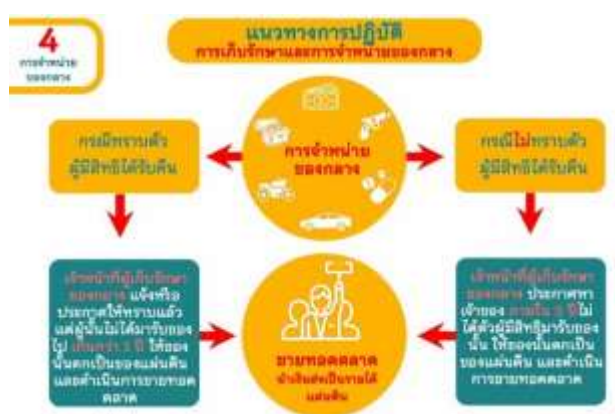 4
การจำหน่าย
ของกลาง
แนวทางการปฏิบัติ
การเก็บรักษาและการจำหน่ายของกลาง
กรณีทราบตัว
ผู้มีสิทธิได้รับคืน
การจำหน่าย
ของกลาง
กรณีไม่ทราบตัว
ผู้มีสิทธิได้รับคืน
เจ้าหน้าที่ผู้เก็บรักษา
ของกลาง แจ้งหรือ
ประกาศให้ทราบแล้ว
แต่ผู้นั้นไม่ได้มารับของ
ไป เกินกว่า 1 ปี ให้ของ
นั้นตกเป็นของแผ่นดิน
และดำเนินการขายทอด
ตลาด
ขายทอดตลาด
นำเงินส่งเป็นรายได้
แผ่นดิน
เจ้าหน้าที่ผู้เก็บรักษา
ของกลาง ประกาศหา
เจ้าของ ภายใน 5 ปีไม่
ได้ตัวผู้มีสิทธิมารับของ
นั้น ให้ของนั้นตกเป็น
ของแผ่นดิน และดำเนิน
การขายทอดตลาด